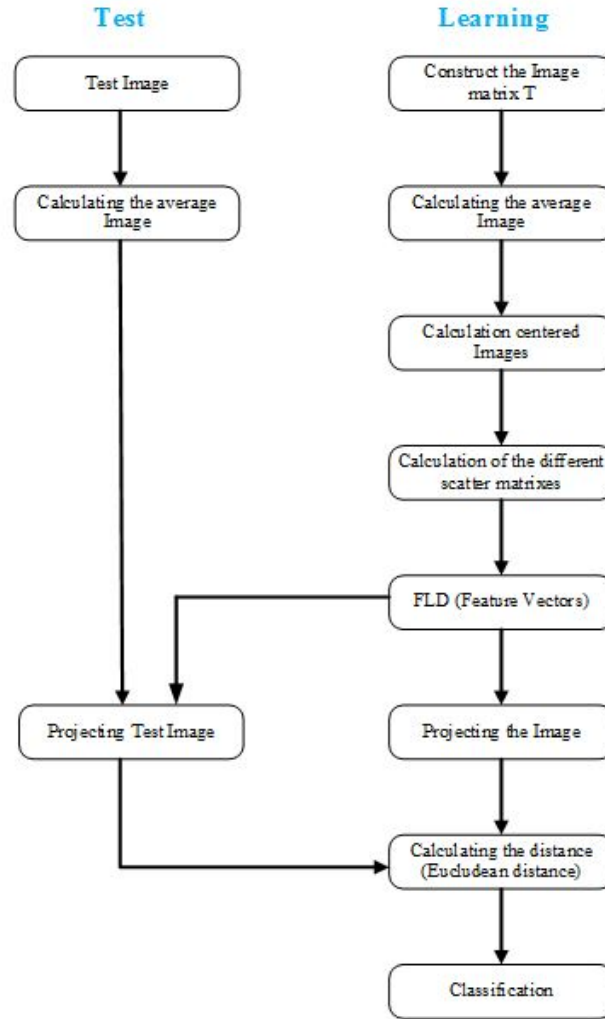 Test
Learning
Test Image
Construct the Image
matrix T
Calculating the average
Image
Calculating the average
Image
Calculation centered
Images
Calculation of the different
scatter matrixes
FLD (Feature Vectors)
Projecting Test Image
Projecting the Image
Calculating the distance
(Eucludean distance)
Classification